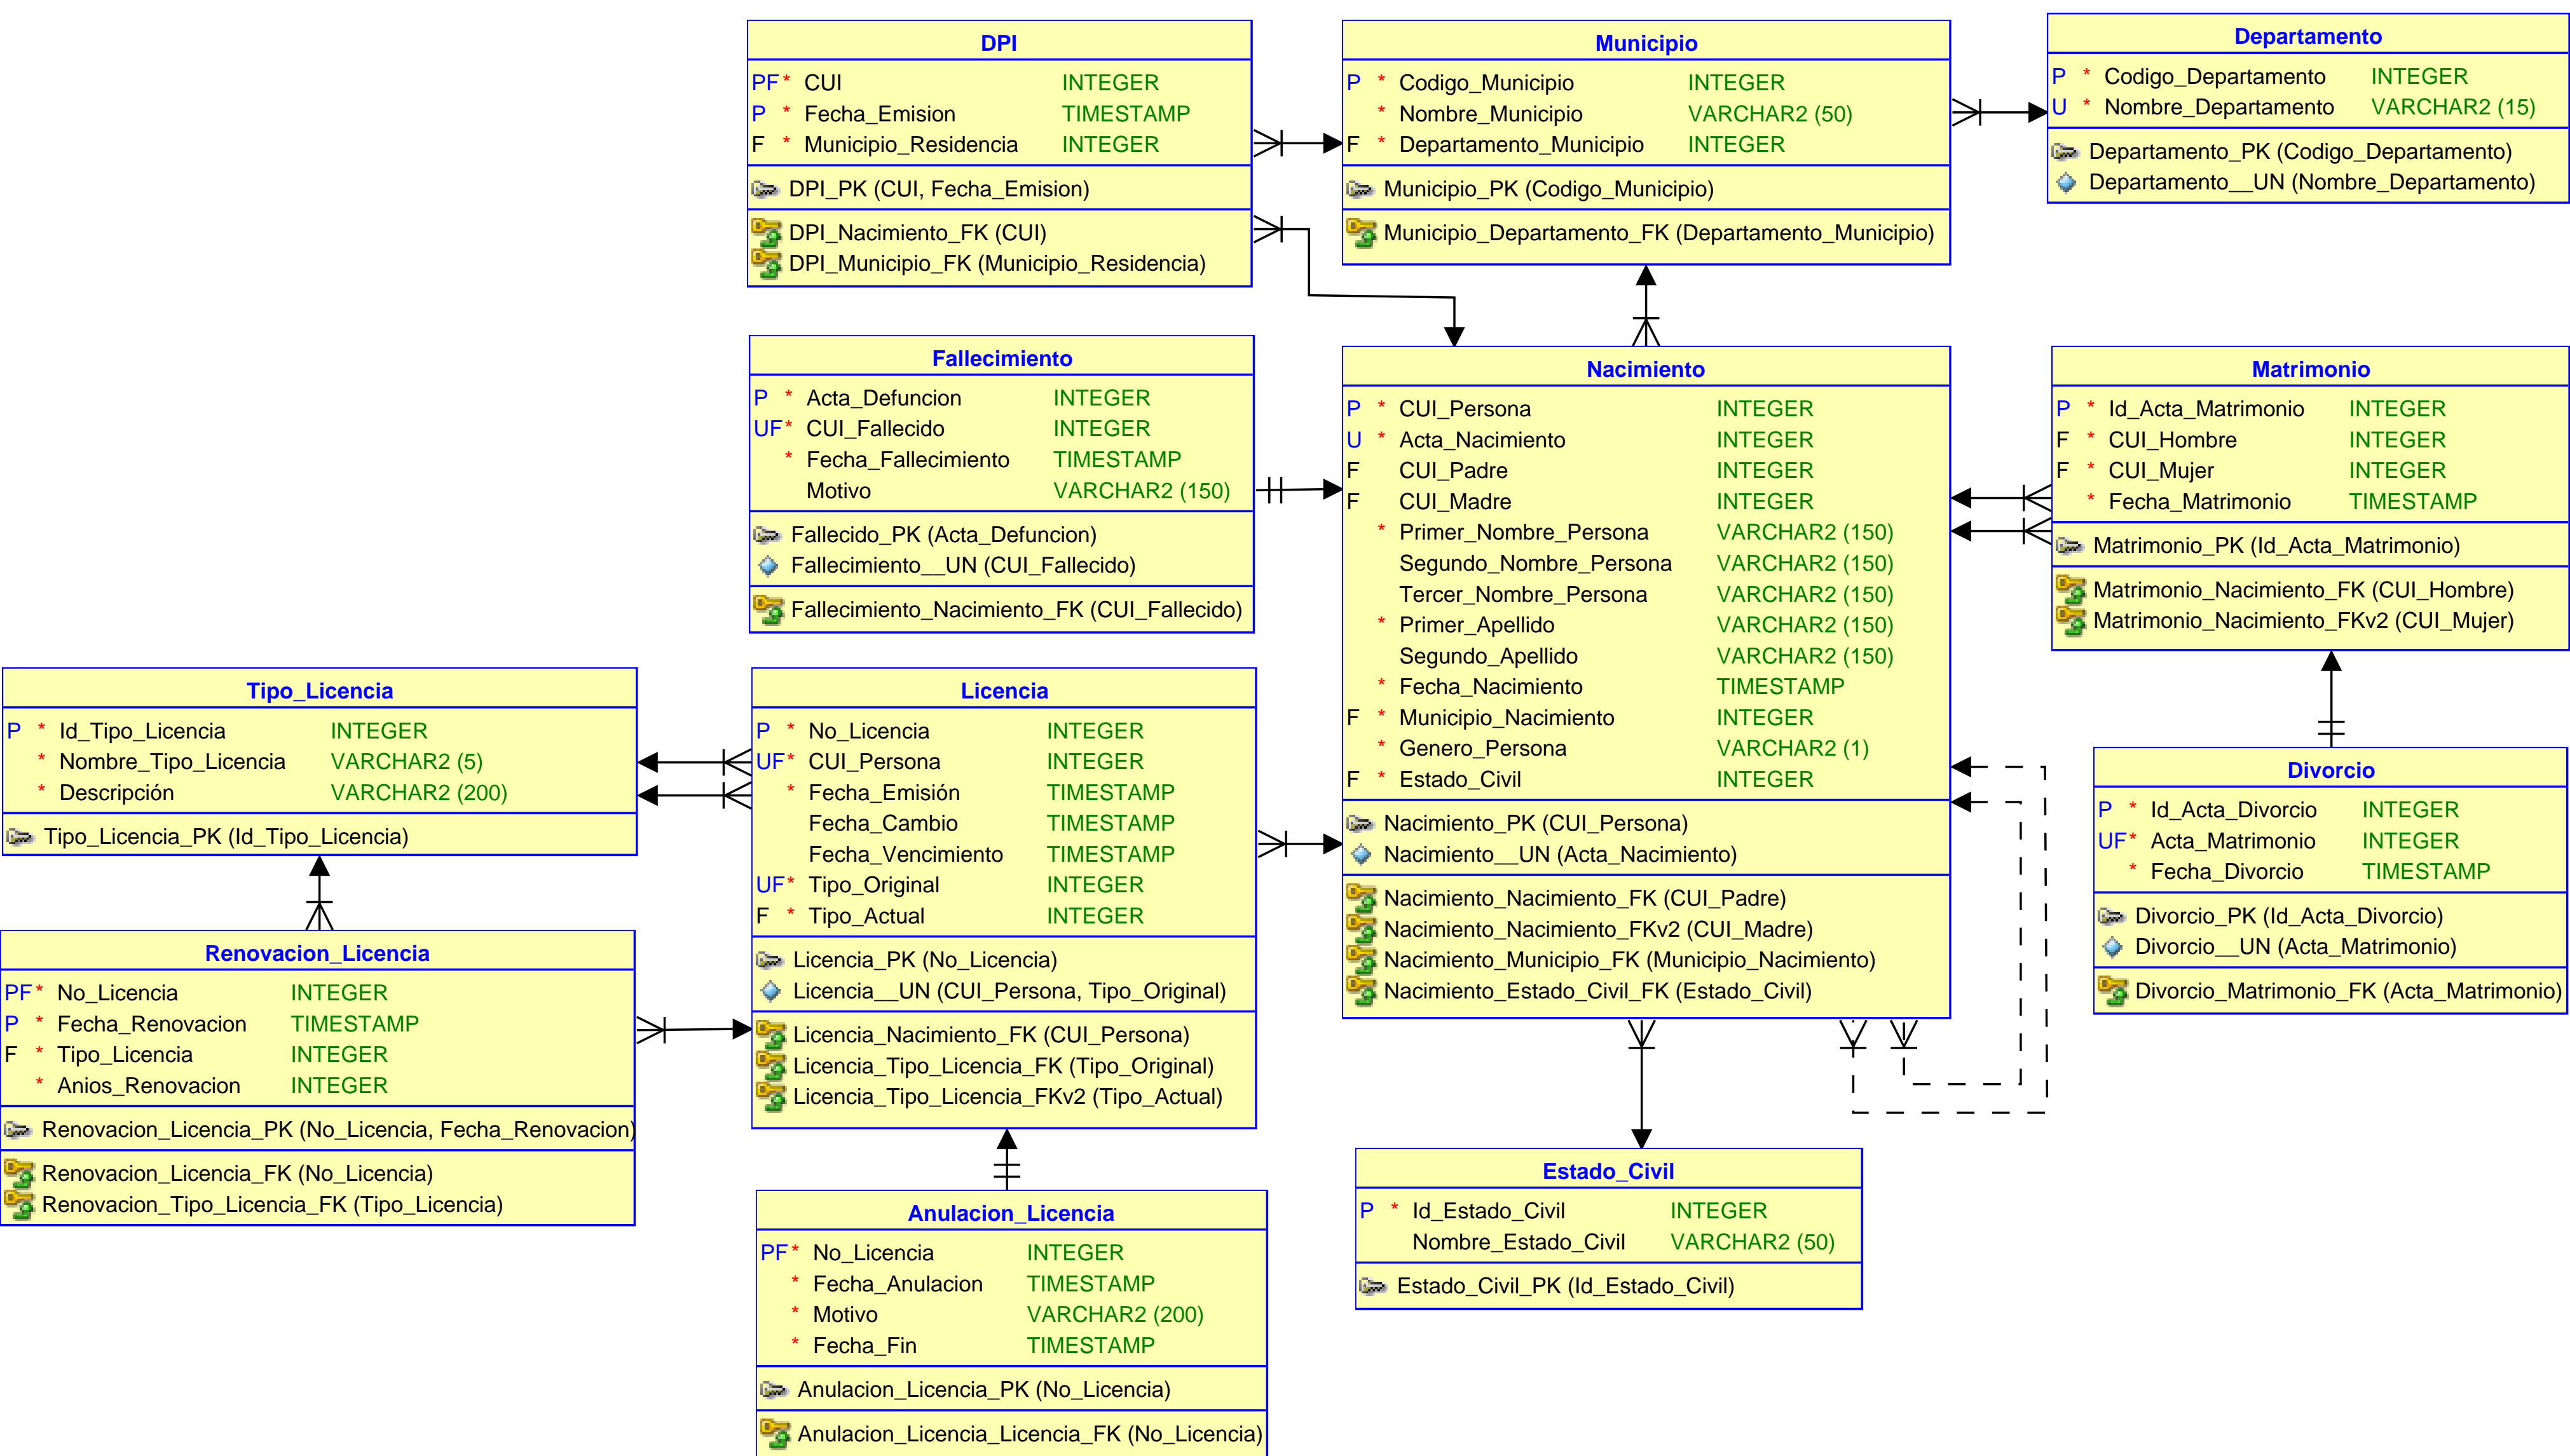 DPI
PF * CUI INTEGER
P * Fecha_Emision TIMESTAMP
F * Municipio_Residencia INTEGER
DPI_PK (CUI, Fecha_Emision)
DPI_Nacimiento_FK (CUI)
DPI_Municipio_FK (Municipio_Residencia)
Municipio
P * Codigo_Municipio INTEGER
* Nombre_Municipio VARCHAR2 (50)
F * Departamento_Municipio INTEGER
Municipio_PK (Codigo_Municipio)
Municipio_Departamento_FK (Departamento_Municipio)
Departamento
P * Codigo_Departamento INTEGER
U * Nombre_Departamento VARCHAR2 (15)
Departamento_PK (Codigo_Departamento)
Departamento__UN (Nombre_Departamento)
Fallecimiento
P * Acta_Defuncion INTEGER
UF * CUI_Fallecido INTEGER
* Fecha_Fallecimiento TIMESTAMP
Motivo VARCHAR2 (150)
Fallecido_PK (Acta_Defuncion)
Fallecimiento__UN (CUI_Fallecido)
Fallecimiento_Nacimiento_FK (CUI_Fallecido)
Nacimiento
P * CUI_Persona INTEGER
U * Acta_Nacimiento INTEGER
F CUI_Padre INTEGER
F CUI_Madre INTEGER
* Primer_Nombre_Persona VARCHAR2 (150)
Segundo_Nombre_Persona VARCHAR2 (150)
Tercer_Nombre_Persona VARCHAR2 (150)
* Primer_Apellido VARCHAR2 (150)
Segundo_Apellido VARCHAR2 (150)
* Fecha_Nacimiento TIMESTAMP
F * Municipio_Nacimiento INTEGER
* Genero_Persona VARCHAR2 (1)
F * Estado_Civil INTEGER
Nacimiento_PK (CUI_Persona)
Nacimiento__UN (Acta_Nacimiento)
Nacimiento_Nacimiento_FK (CUI_Padre)
Nacimiento_Nacimiento_FKv2 (CUI_Madre)
Nacimiento_Municipio_FK (Municipio_Nacimiento)
Nacimiento_Estado_Civil_FK (Estado_Civil)
Matrimonio
P * Id_Acta_Matrimonio INTEGER
F * CUI_Hombre INTEGER
F * CUI_Mujer INTEGER
* Fecha_Matrimonio TIMESTAMP
Matrimonio_PK (Id_Acta_Matrimonio)
Matrimonio_Nacimiento_FK (CUI_Hombre)
Matrimonio_Nacimiento_FKv2 (CUI_Mujer)
Tipo_Licencia
P * Id_Tipo_Licencia INTEGER
* Nombre_Tipo_Licencia VARCHAR2 (5)
* Descripción VARCHAR2 (200)
Tipo_Licencia_PK (Id_Tipo_Licencia)
Licencia
P * No_Licencia INTEGER
UF * CUI_Persona INTEGER
* Fecha_Emisión TIMESTAMP
Fecha_Cambio TIMESTAMP
Fecha_Vencimiento TIMESTAMP
UF * Tipo_Original INTEGER
F * Tipo_Actual INTEGER
Licencia_PK (No_Licencia)
Licencia__UN (CUI_Persona, Tipo_Original)
Licencia_Nacimiento_FK (CUI_Persona)
Licencia_Tipo_Licencia_FK (Tipo_Original)
Licencia_Tipo_Licencia_FKv2 (Tipo_Actual)
Divorcio
P * Id_Acta_Divorcio INTEGER
UF * Acta_Matrimonio INTEGER
* Fecha_Divorcio TIMESTAMP
Divorcio_PK (Id_Acta_Divorcio)
Divorcio__UN (Acta_Matrimonio)
Divorcio_Matrimonio_FK (Acta_Matrimonio)
Renovacion_Licencia
PF * No_Licencia INTEGER
P * Fecha_Renovacion TIMESTAMP
F * Tipo_Licencia INTEGER
* Anios_Renovacion INTEGER
Renovacion_Licencia_PK (No_Licencia, Fecha_Renovacion)
Renovacion_Licencia_FK (No_Licencia)
Renovacion_Tipo_Licencia_FK (Tipo_Licencia)
Anulacion_Licencia
PF * No_Licencia INTEGER
* Fecha_Anulacion TIMESTAMP
* Motivo VARCHAR2 (200)
* Fecha_Fin TIMESTAMP
Anulacion_Licencia_PK (No_Licencia)
Anulacion_Licencia_Licencia_FK (No_Licencia)
Estado_Civil
P * Id_Estado_Civil INTEGER
Nombre_Estado_Civil VARCHAR2 (50)
Estado_Civil_PK (Id_Estado_Civil)